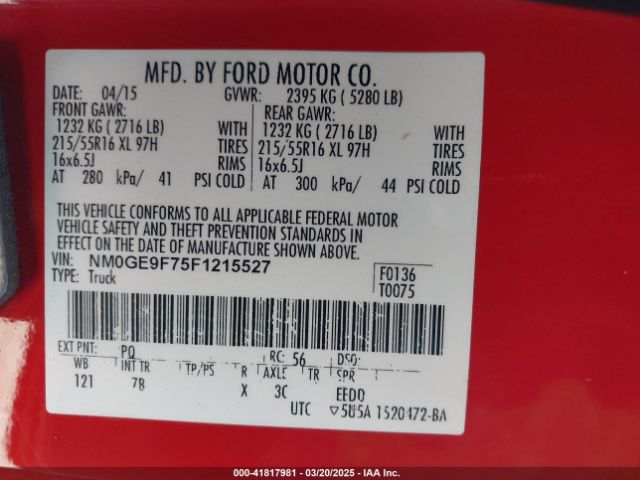 MFD. BY FORD MOTOR CO.
DATE: 04/15 GVWR: 2395 KG ( 5280 LB)
FRONT GAWR: REAR GAWR:
1232 KG ( 2716 LB) WITH 1232 KG ( 2716 LB) WITH
215/55R16 XL 97H TIRES 215/55R16 XL 97H TIRES
16x6.5J RIMS 16x6.5J RIMS
AT 280 kPa/ 41 PSI COLD AT 300 kPa/ 44 PSI COLD
THIS VEHICLE CONFORMS TO ALL APPLICABLE FEDERAL MOTOR
VEHICLE SAFETY AND THEFT PREVENTION STANDARDS IN
EFFECT ON THE DATE OF MANUFACTURE SHOWN ABOVE.
VIN: NM0GE9F75F1215527
TYPE: Truck
F0136
T0075
EXT PNT: PQ RC: 56 DSO:
WB INT TR TP/PS R AXLE TR SPR
121 7B X 3C EEDD
UTC ▽5U5A 1520472-BA
000-41817981 - 03/20/2025 - IAA Inc.